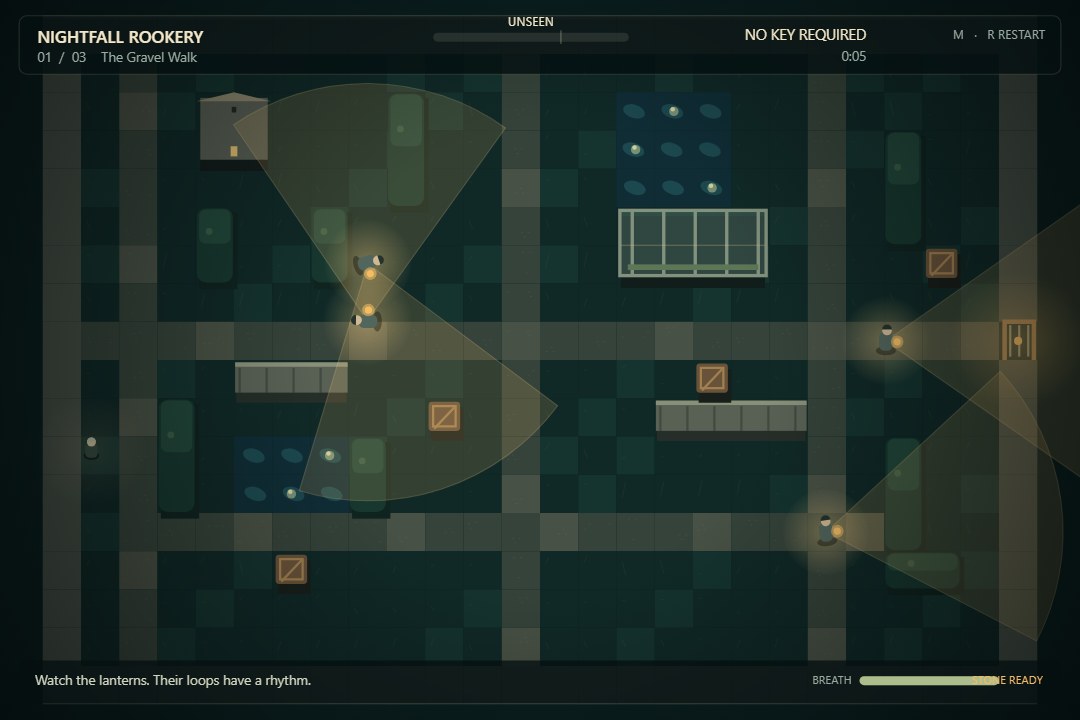 UNSEEN
NIGHTFALL ROOKERY
NO KEY REQUIRED
M · R RESTART
01 / 03 The Gravel Walk
0:05
Watch the lanterns. Their loops have a rhythm.
BREATH
STONE READY